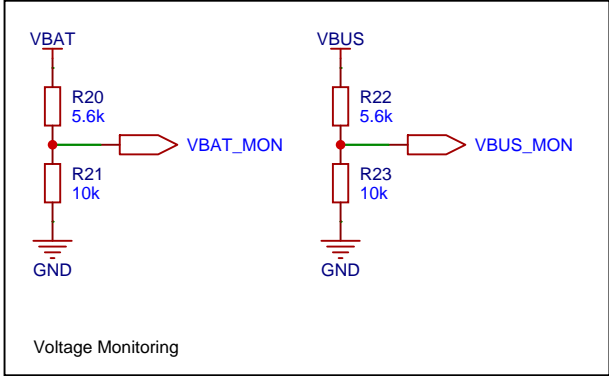 VBAT
R20
5.6k
VBAT_MON
R21
10k
GND
VBUS
R22
5.6k
VBUS_MON
R23
10k
GND
Voltage Monitoring